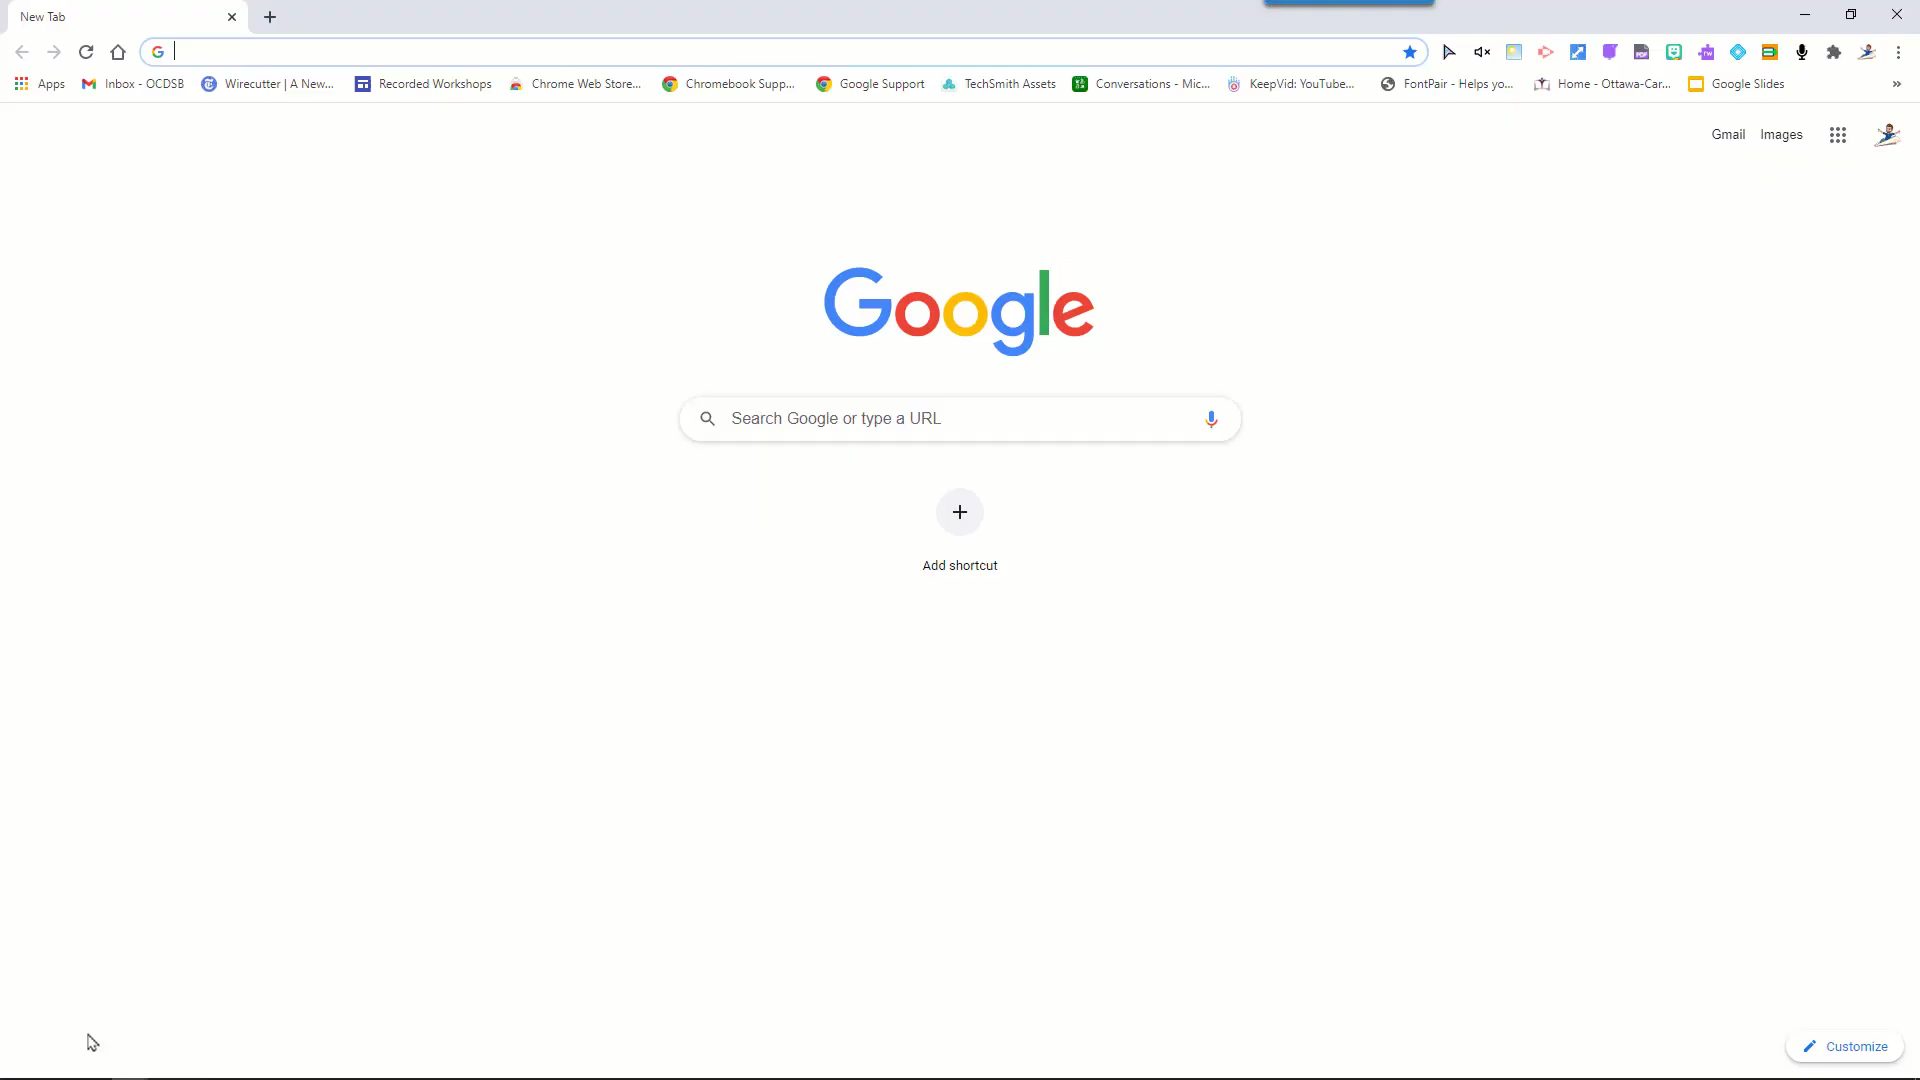 New Tab
Apps Inbox - OCDSB Wirecutter | A New... Recorded Workshops Chrome Web Store... Chromebook Supp... Google Support TechSmith Assets Conversations - Mic... KeepVid: YouTube... FontPair - Helps yo... Home - Ottawa-Car... Google Slides »
Gmail Images
Google
Search Google or type a URL
Add shortcut
Customize